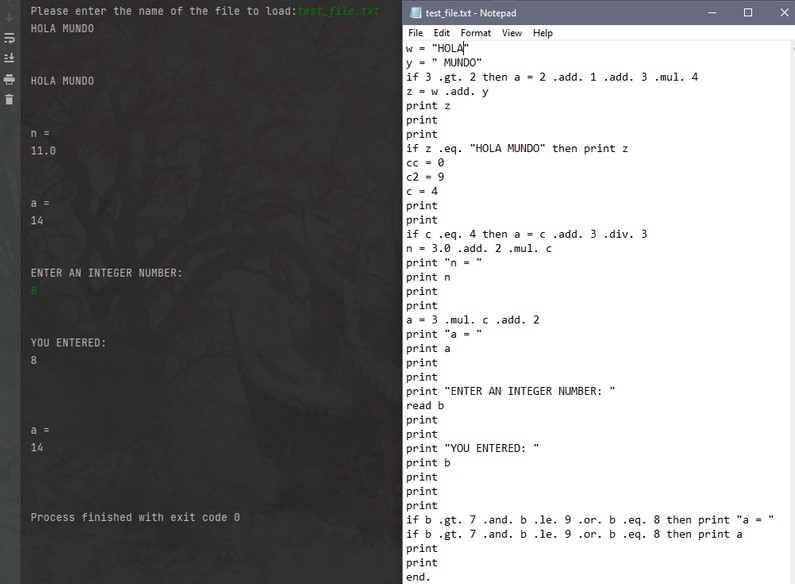 Please enter the name of the file to load:test_file.txt
HOLA MUNDO
HOLA MUNDO
n =
11.0
a =
14
ENTER AN INTEGER NUMBER:
8
YOU ENTERED:
8
a =
14
Process finished with exit code 0
test_file.txt - Notepad
File Edit Format View Help
w = "HOLA"
y = " MUNDO"
if 3 .gt. 2 then a = 2 .add. 1 .add. 3 .mul. 4
z = w .add. y
print z
print
print
if z .eq. "HOLA MUNDO" then print z
cc = 0
c2 = 9
c = 4
print
print
if c .eq. 4 then a = c .add. 3 .div. 3
n = 3.0 .add. 2 .mul. c
print "n = "
print n
print
print
a = 3 .mul. c .add. 2
print "a = "
print a
print
print
print "ENTER AN INTEGER NUMBER: "
read b
print
print
print "YOU ENTERED: "
print b
print
print
print
if b .gt. 7 .and. b .le. 9 .or. b .eq. 8 then print "a = "
if b .gt. 7 .and. b .le. 9 .or. b .eq. 8 then print a
print
print
end.